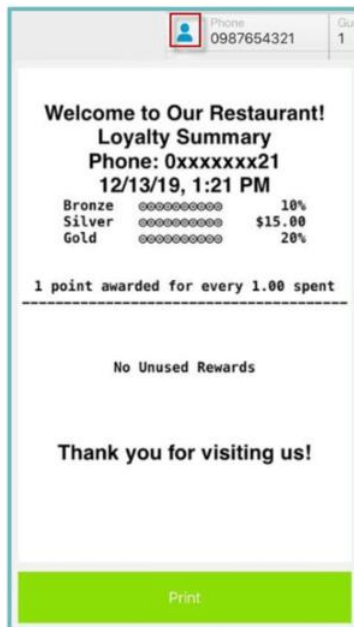 Phone
0987654321
Gu
1
Welcome to Our Restaurant!
Loyalty Summary
Phone: 0xxxxxxx21
12/13/19, 1:21 PM
Bronze 10%
Silver $15.00
Gold 20%
1 point awarded for every 1.00 spent
----------------------------------------
No Unused Rewards
Thank you for visiting us!
Print